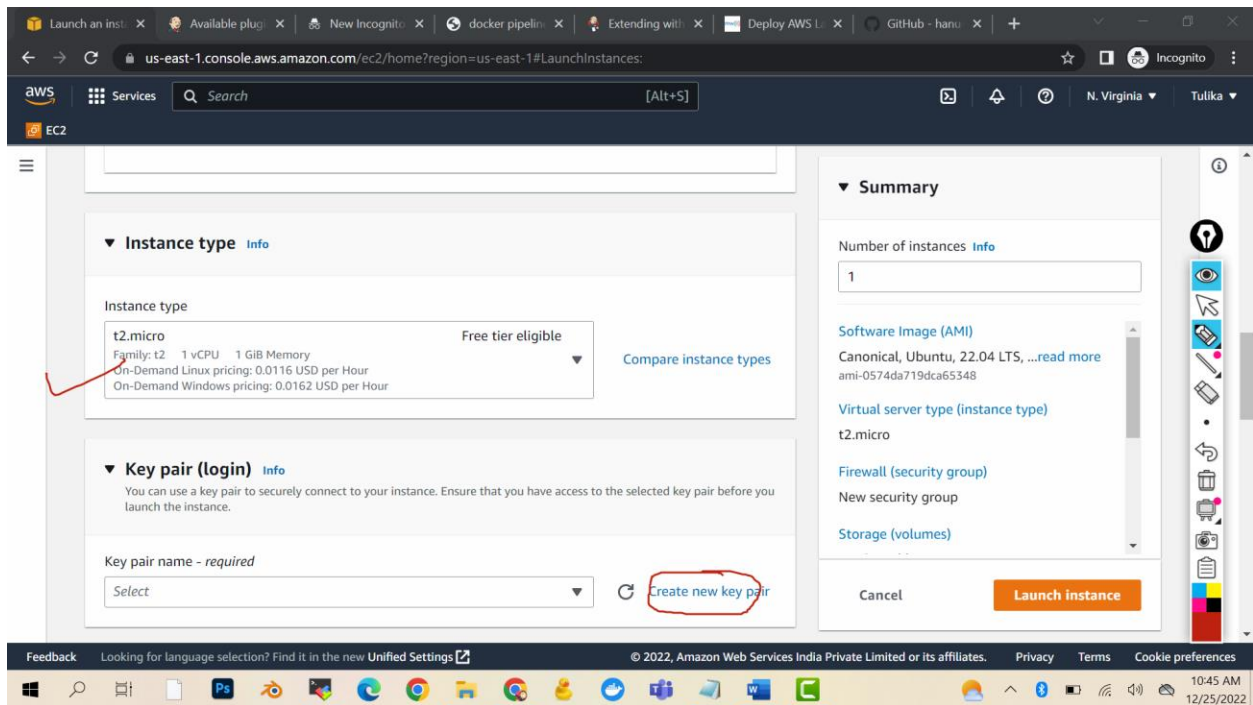 Launch an inst
Available plugi
New Incognito
docker pipelin
Extending with
Deploy AWS L
GitHub - hanu
us-east-1.console.aws.amazon.com/ec2/home?region=us-east-1#LaunchInstances:
Incognito
aws
Services
Search
[Alt+S]
N. Virginia
Tulika
EC2
Instance type Info
Instance type
t2.micro Free tier eligible
Family: t2 1 vCPU 1 GiB Memory
On-Demand Linux pricing: 0.0116 USD per Hour
On-Demand Windows pricing: 0.0162 USD per Hour
Compare instance types
Key pair (login) Info
You can use a key pair to securely connect to your instance. Ensure that you have access to the selected key pair before you
launch the instance.
Key pair name - required
Select
Create new key pair
Summary
Number of instances Info
1
Software Image (AMI)
Canonical, Ubuntu, 22.04 LTS, ...read more
ami-0574da719dca65348
Virtual server type (instance type)
t2.micro
Firewall (security group)
New security group
Storage (volumes)
Cancel
Launch instance
Feedback
Looking for language selection? Find it in the new Unified Settings
© 2022, Amazon Web Services India Private Limited or its affiliates.
Privacy
Terms
Cookie preferences
Ps
10:45 AM
12/25/2022